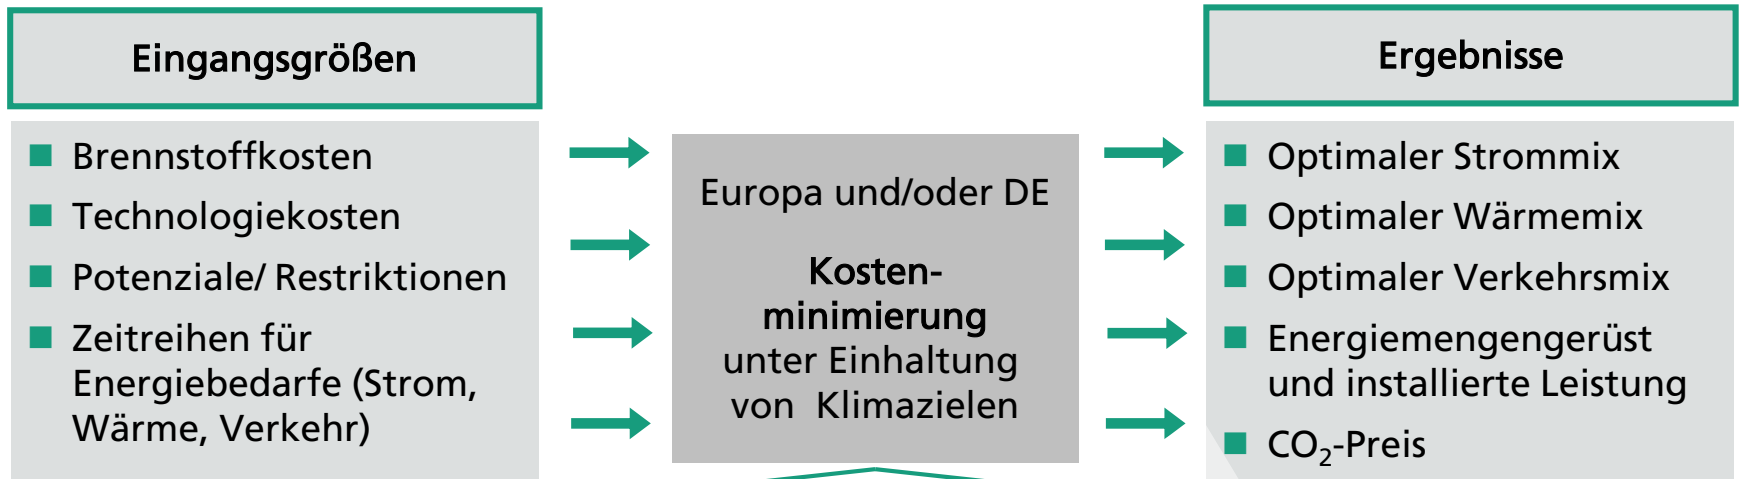 Eingangsgrößen
Brennstoffkosten
Technologiekosten
Potenziale/ Restriktionen
Zeitreihen für
Energiebedarfe (Strom,
Wärme, Verkehr)
Europa und/oder DE
Kosten-
minimierung
unter Einhaltung
von Klimazielen
Ergebnisse
Optimaler Strommix
Optimaler Wärmemix
Optimaler Verkehrsmix
Energiemengengerüst
und installierte Leistung
CO₂-Preis